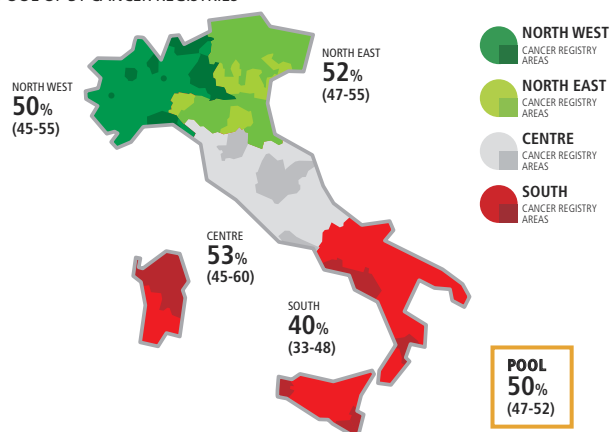 NORTH WEST
50%
(45-55)
NORTH EAST
52%
(47-55)
CENTRE
53%
(45-60)
SOUTH
40%
(33-48)
NORTH WEST
CANCER REGISTRY
AREAS
NORTH EAST
CANCER REGISTRY
AREAS
CENTRE
CANCER REGISTRY
AREAS
SOUTH
CANCER REGISTRY
AREAS
POOL
50%
(47-52)